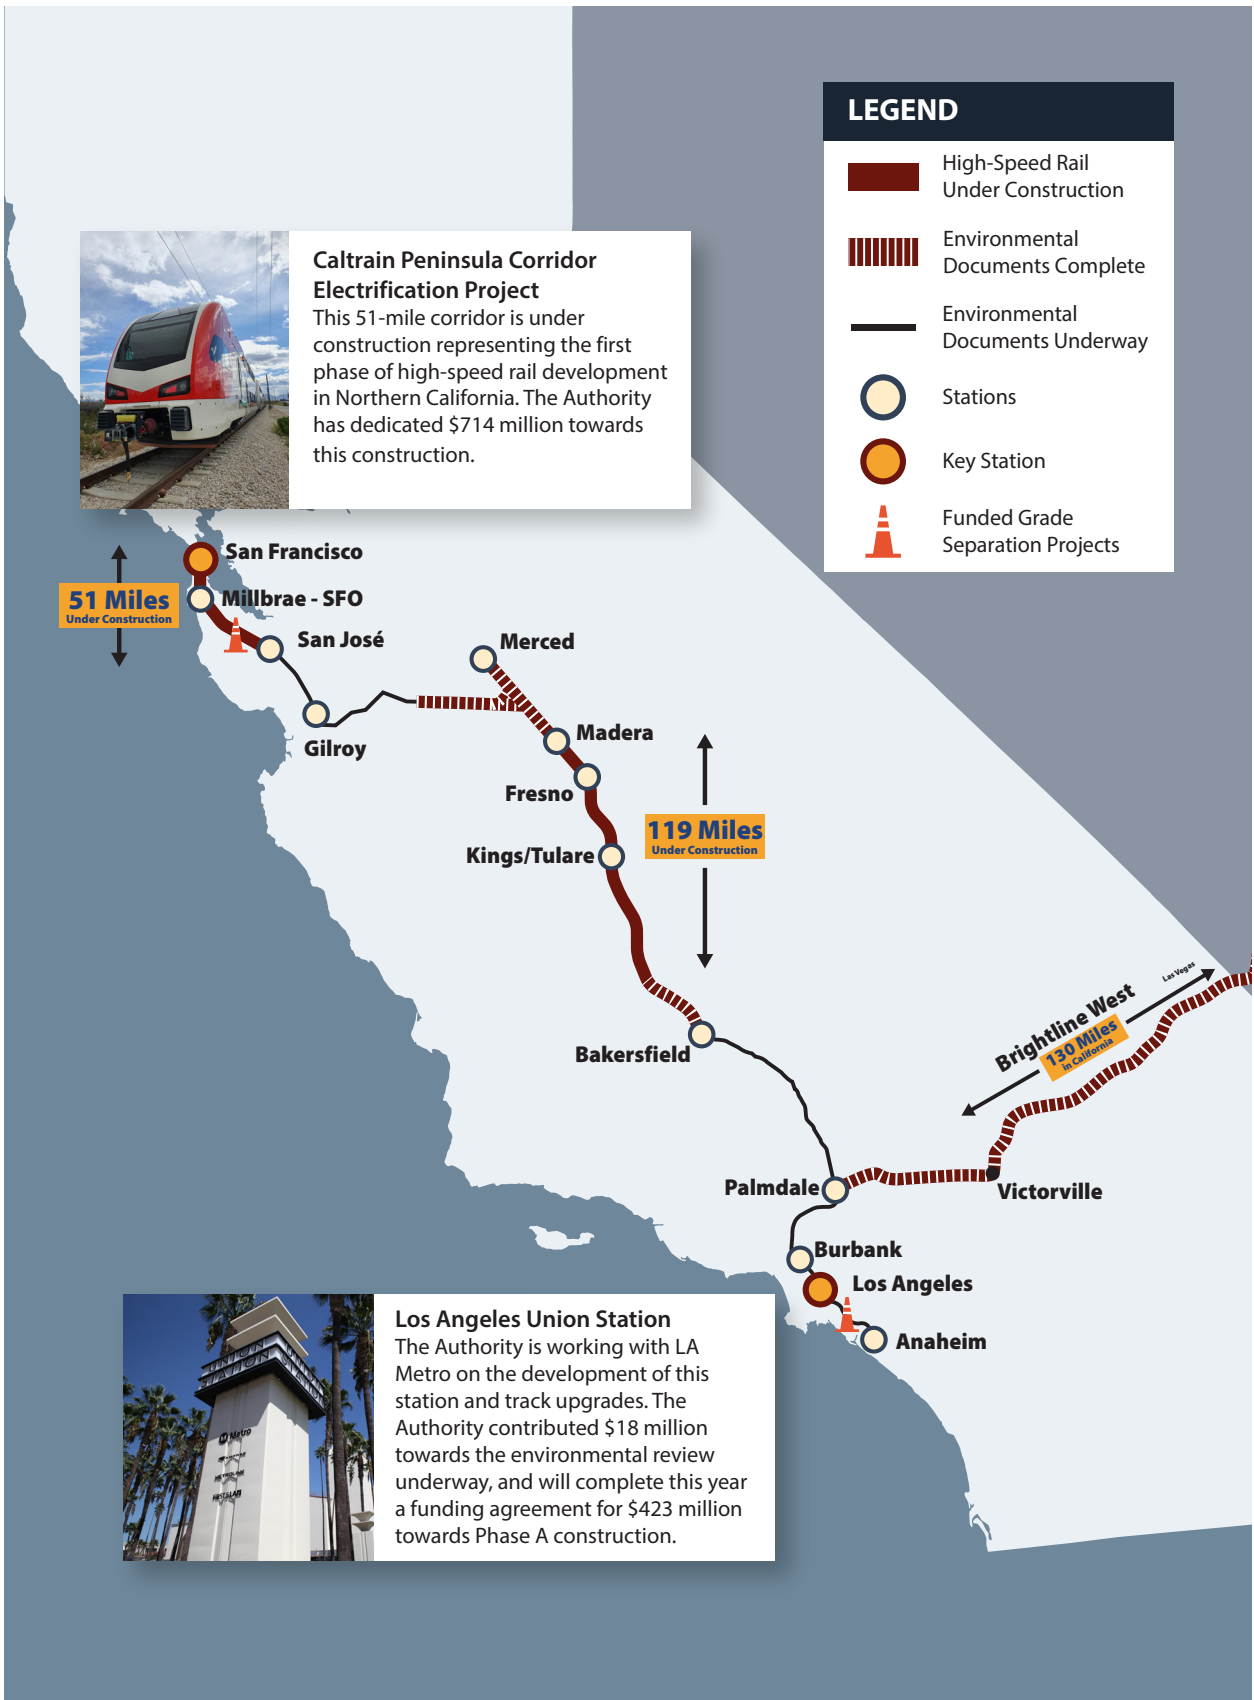 LEGEND
High-Speed Rail
Under Construction
Environmental
Documents Complete
Environmental
Documents Underway
Stations
Key Station
Funded Grade
Separation Projects
Caltrain Peninsula Corridor
Electrification Project
This 51-mile corridor is under
construction representing the first
phase of high-speed rail development
in Northern California. The Authority
has dedicated $714 million towards
this construction.
San Francisco
51 Miles
Under Construction
Millbrae - SFO
San José
Merced
Gilroy
Madera
Fresno
119 Miles
Under Construction
Kings/Tulare
Las Vegas
Brightline West
130 Miles
in California
Bakersfield
Palmdale
Victorville
Burbank
Los Angeles
Anaheim
Los Angeles Union Station
The Authority is working with LA
Metro on the development of this
station and track upgrades. The
Authority contributed $18 million
towards the environmental review
underway, and will complete this year
a funding agreement for $423 million
towards Phase A construction.
UNION
STATION
Metro
METROLINK